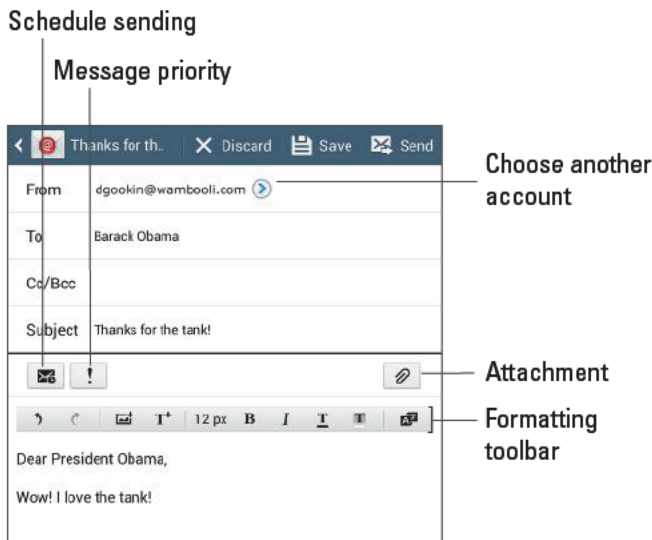 Schedule sending
Message priority
Thanks for th.. Discard Save Send
Choose another
account
From dgookin@wambooli.com
To Barack Obama
Cc/Bcc
Subject Thanks for the tank!
Attachment
12 px B I T T
Formatting
toolbar
Dear President Obama,
Wow! I love the tank!